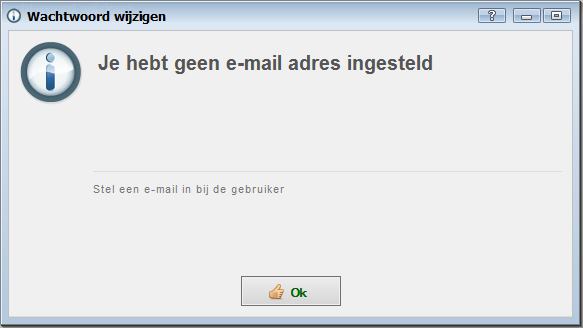 Wachtwoord wijzigen
Je hebt geen e-mail adres ingesteld
Stel een e-mail in bij de gebruiker
Ok